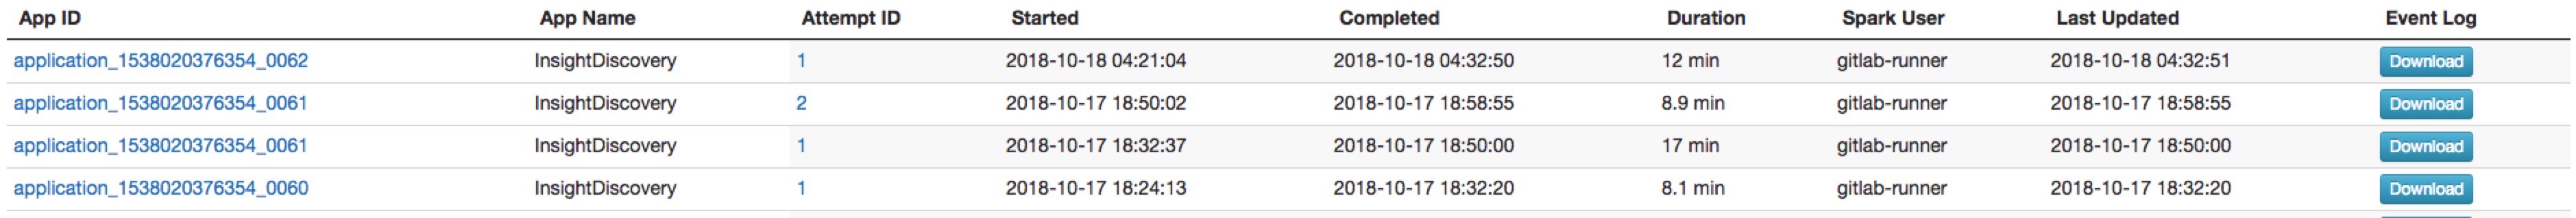 App ID App Name Attempt ID Started Completed Duration Spark User Last Updated Event Log
application_1538020376354_0062 InsightDiscovery 1 2018-10-18 04:21:04 2018-10-18 04:32:50 12 min gitlab-runner 2018-10-18 04:32:51 Download
application_1538020376354_0061 InsightDiscovery 2 2018-10-17 18:50:02 2018-10-17 18:58:55 8.9 min gitlab-runner 2018-10-17 18:58:55 Download
application_1538020376354_0061 InsightDiscovery 1 2018-10-17 18:32:37 2018-10-17 18:50:00 17 min gitlab-runner 2018-10-17 18:50:00 Download
application_1538020376354_0060 InsightDiscovery 1 2018-10-17 18:24:13 2018-10-17 18:32:20 8.1 min gitlab-runner 2018-10-17 18:32:20 Download